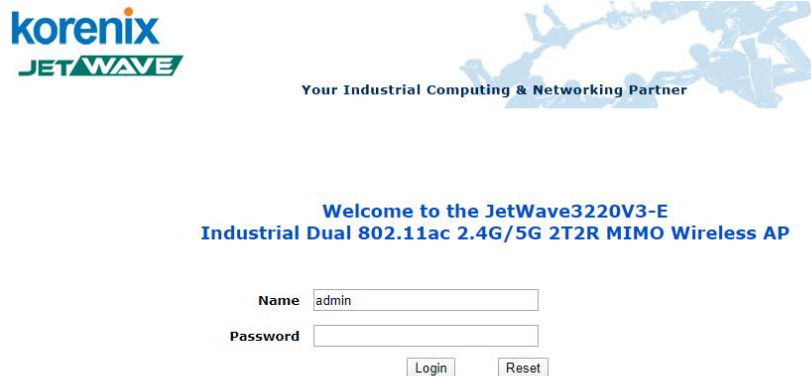 korenix
JETWAVE
Your Industrial Computing & Networking Partner
Welcome to the JetWave3220V3-E
Industrial Dual 802.11ac 2.4G/5G 2T2R MIMO Wireless AP
Name admin
Password
Login Reset